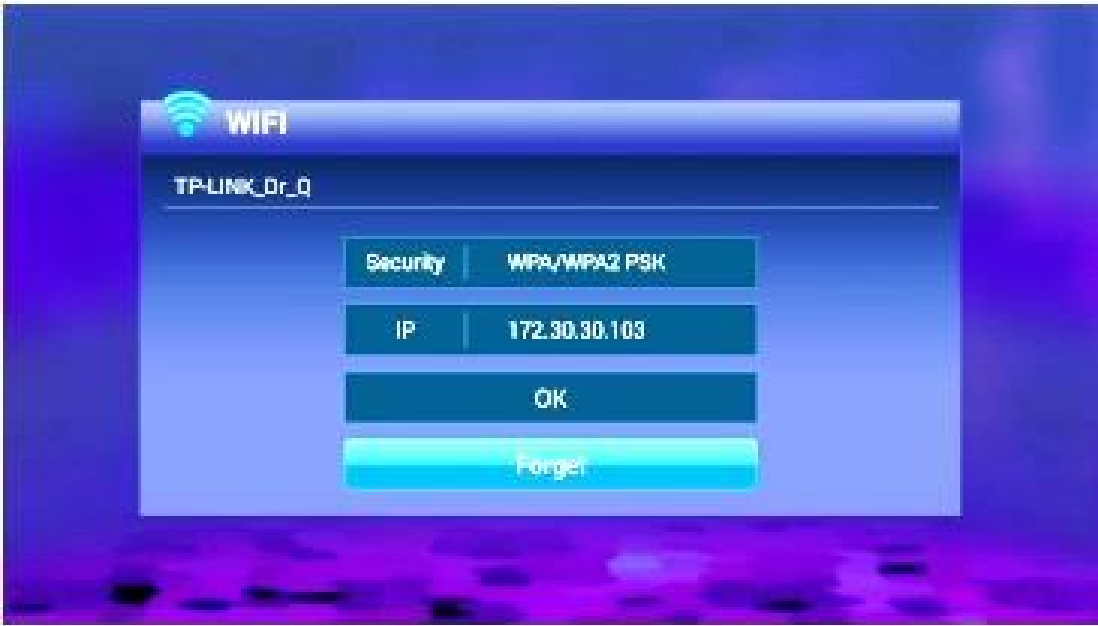 WIFI
TP-LINK_Dr_Q
Security WPA/WPA2 PSK
IP 172.30.30.103
OK
Forget